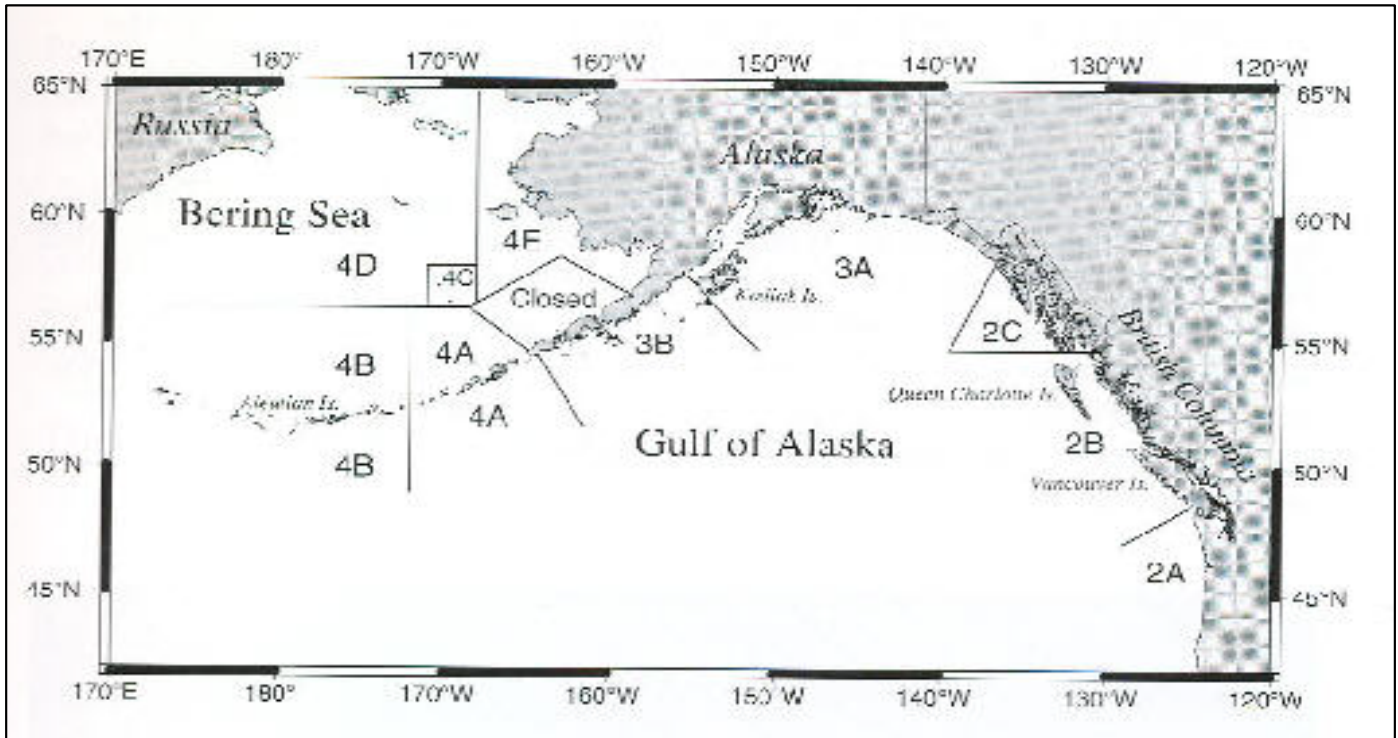 170°E 180° 170°W 160°W 150°W 140°W 130°W 120°W
65°N 65°N
Russia
Alaska
60°N 60°N
Bering Sea
4E
4D 4C 3A
Closed Kodiak Is.
British Columbia
2C
3B
55°N 55°N
4B 4A
Aleutian Is. 4A Queen Charlotte Is.
Gulf of Alaska 2B
4B
50°N 50°N
Vancouver Is.
2A
45°N 45°N
170°E 180° 170°W 160°W 150°W 140°W 130°W 120°W